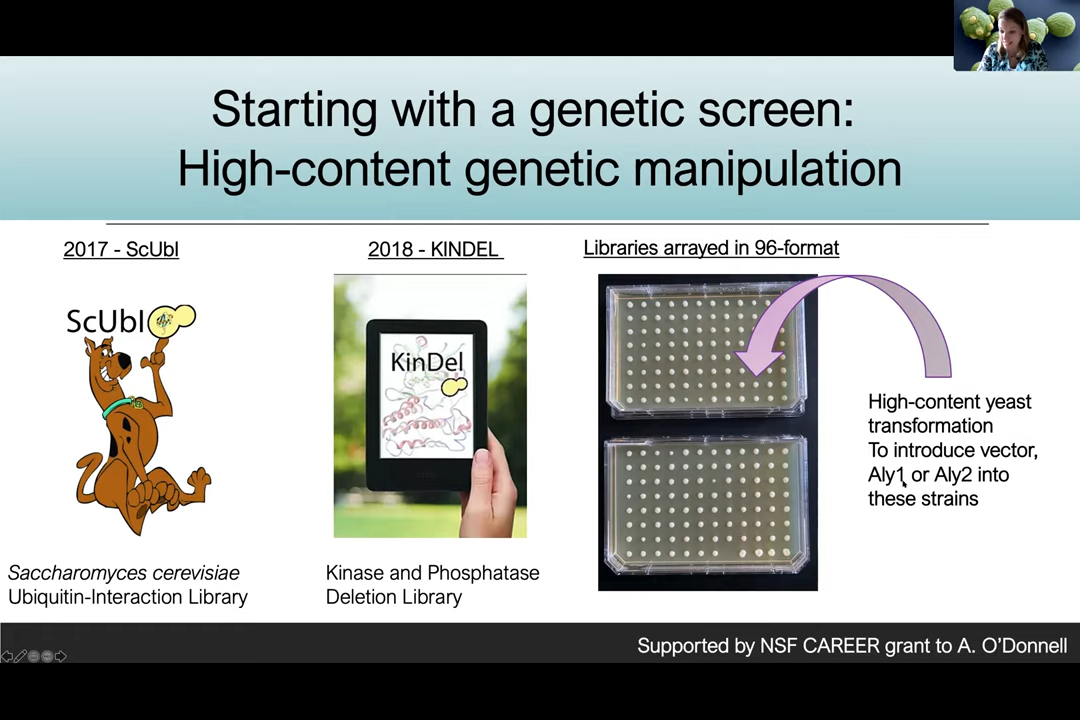 Starting with a genetic screen:
High-content genetic manipulation
2017 - ScUbI
2018 - KINDEL
Libraries arrayed in 96-format
ScUbI
KinDel
High-content yeast
transformation
To introduce vector,
Aly1 or Aly2 into
these strains
Saccharomyces cerevisiae
Ubiquitin-Interaction Library
Kinase and Phosphatase
Deletion Library
Supported by NSF CAREER grant to A. O'Donnell